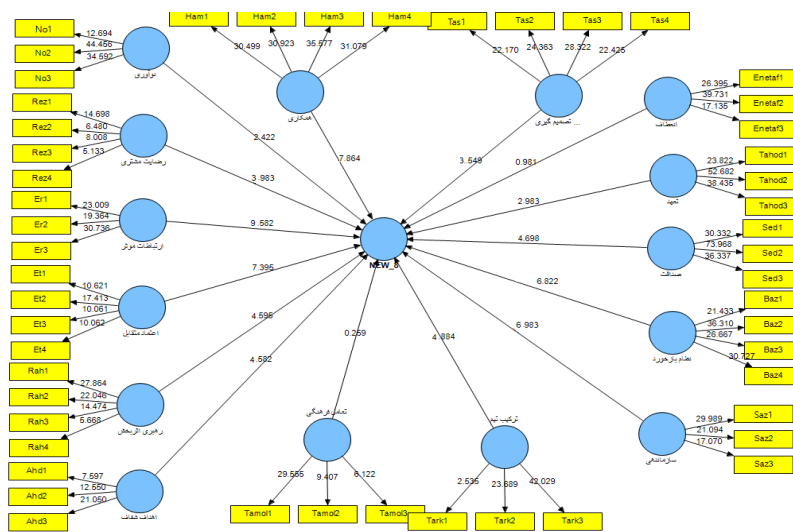 Ham1
Ham2
Ham3
Ham4
30.499
30.923
35.577
31.079
همکاری
7.864
Tas1
Tas2
Tas3
Tas4
22.170
24.363
28.322
22.425
تصمیم گیری ...
3.549
No1
No2
No3
12.694
44.456
34.592
نوآوری
2.422
Rez1
Rez2
Rez3
Rez4
14.698
6.480
8.008
5.133
رضایت مشتری
3.983
Er1
Er2
Er3
23.009
19.364
30.736
ارتباطات موثر
9.582
Et1
Et2
Et3
Et4
10.621
17.413
10.061
10.062
اعتماد متقابل
7.395
Rah1
Rah2
Rah3
Rah4
27.864
22.046
14.474
5.668
رهبری اثربخش
4.595
Ahd1
Ahd2
Ahd3
7.597
12.550
21.050
اهداف شفاف
4.582
NEW_8
Enetaf1
Enetaf2
Enetaf3
26.395
39.731
17.135
انعطاف
0.981
Tahod1
Tahod2
Tahod3
23.822
52.682
38.435
تعهد
2.983
Sed1
Sed2
Sed3
30.332
73.968
36.337
صداقت
4.698
Baz1
Baz2
Baz3
Baz4
21.433
36.310
26.667
30.727
نظام بازخورد
6.822
Saz1
Saz2
Saz3
29.989
21.094
17.070
سازماندهی
6.983
تعامل فرهنگی
0.259
29.555
9.407
6.122
Tamol1
Tamol2
Tamol3
ترکیب تیم
4.884
2.535
23.689
42.029
Tark1
Tark2
Tark3